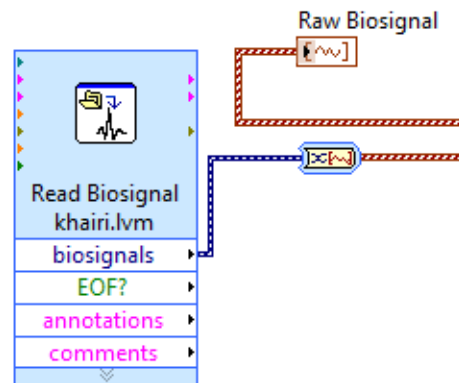 Raw Biosignal
Read Biosignal
khairi.lvm
biosignals
EOF?
annotations
comments